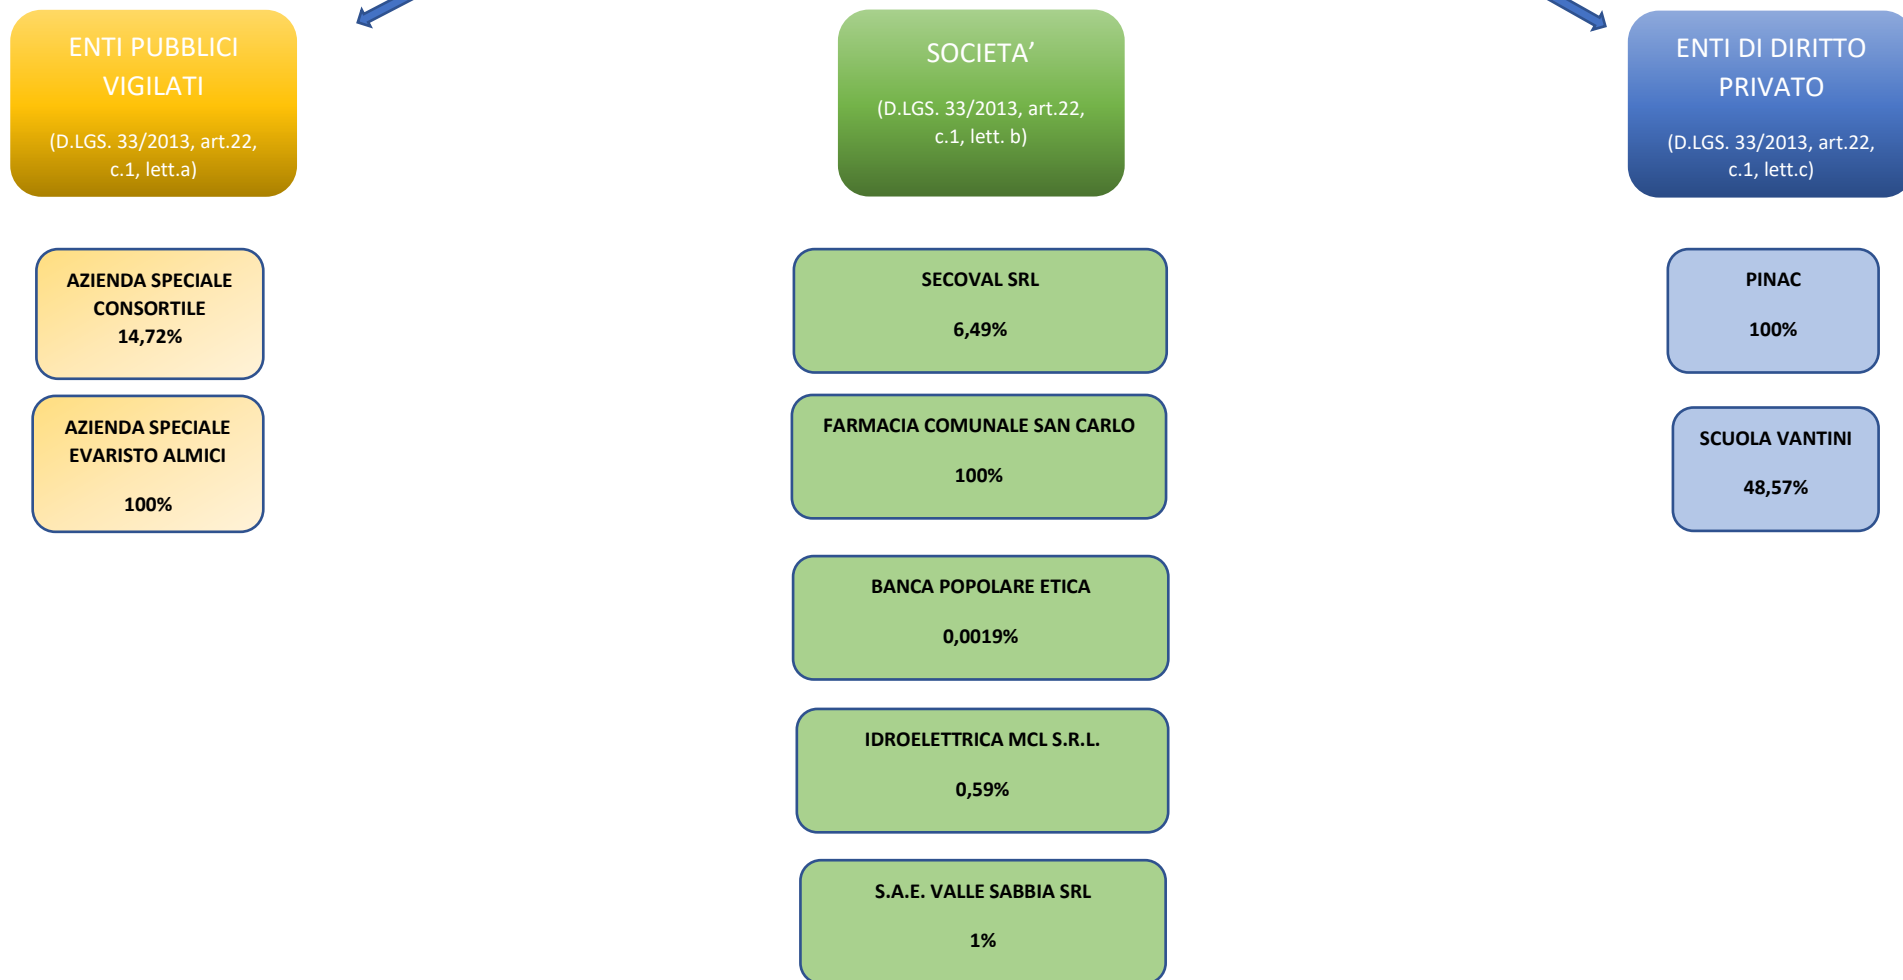 ENTI PUBBLICI
VIGILATI
(D.LGS. 33/2013, art.22,
c.1, lett.a)
AZIENDA SPECIALE
CONSORTILE
14,72%
AZIENDA SPECIALE
EVARISTO ALMICI
100%
SOCIETA’
(D.LGS. 33/2013, art.22,
c.1, lett. b)
SECOVAL SRL
6,49%
FARMACIA COMUNALE SAN CARLO
100%
BANCA POPOLARE ETICA
0,0019%
IDROELETTRICA MCL S.R.L.
0,59%
S.A.E. VALLE SABBIA SRL
1%
ENTI DI DIRITTO
PRIVATO
(D.LGS. 33/2013, art.22,
c.1, lett.c)
PINAC
100%
SCUOLA VANTINI
48,57%